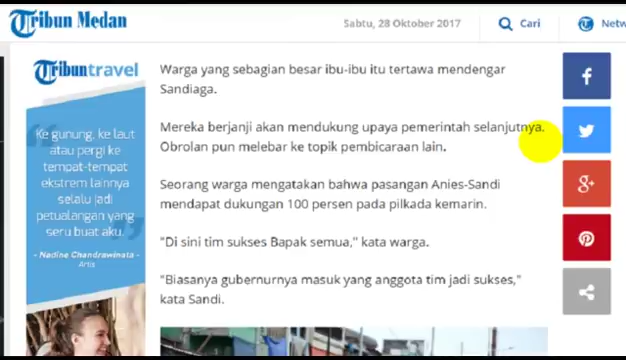 Tribun Medan
Sabtu, 28 Oktober 2017
Cari
Netw
Tribuntravel
Ke gunung, ke laut
atau pergi ke
tempat-tempat
ekstrem lainnya
selalu jadi
petualangan yang
seru buat aku.
- Nadine Chandrawinata -
Artis
Warga yang sebagian besar ibu-ibu itu tertawa mendengar
Sandiaga.
Mereka berjanji akan mendukung upaya pemerintah selanjutnya.
Obrolan pun melebar ke topik pembicaraan lain.
Seorang warga mengatakan bahwa pasangan Anies-Sandi
mendapat dukungan 100 persen pada pilkada kemarin.
"Di sini tim sukses Bapak semua," kata warga.
"Biasanya gubernurnya masuk yang anggota tim jadi sukses,"
kata Sandi.